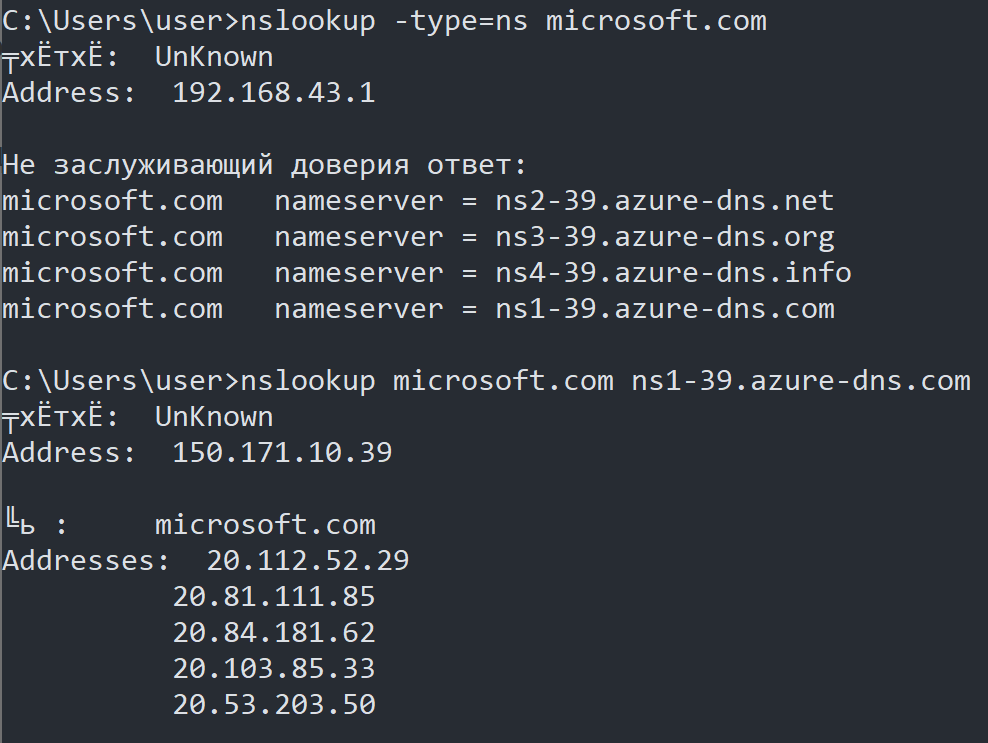 C:\Users\user>nslookup -type=ns microsoft.com
╤хЁтхЁ:  UnKnown
Address:  192.168.43.1
Не заслуживающий доверия ответ:
microsoft.com   nameserver = ns2-39.azure-dns.net
microsoft.com   nameserver = ns3-39.azure-dns.org
microsoft.com   nameserver = ns4-39.azure-dns.info
microsoft.com   nameserver = ns1-39.azure-dns.com
C:\Users\user>nslookup microsoft.com ns1-39.azure-dns.com
╤хЁтхЁ:  UnKnown
Address:  150.171.10.39
╚ь :     microsoft.com
Addresses:  20.112.52.29
          20.81.111.85
          20.84.181.62
          20.103.85.33
          20.53.203.50